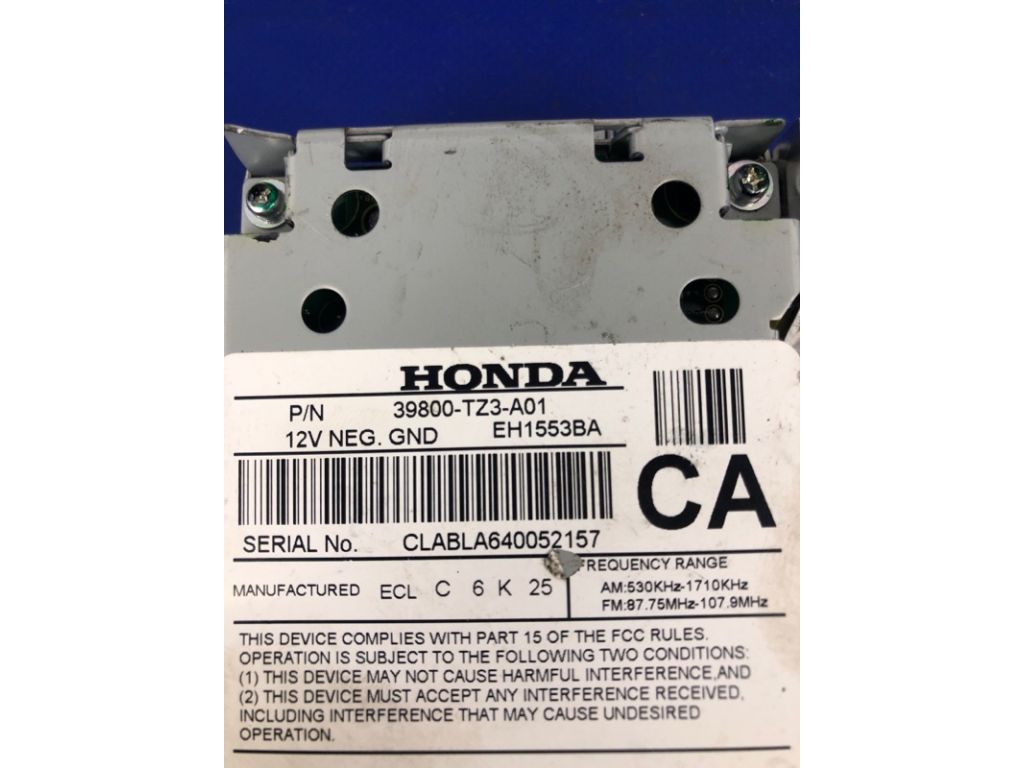 HONDA
P/N 39800-TZ3-A01
12V NEG. GND EH1553BA
CA
SERIAL No. CLABLA640052157
MANUFACTURED ECL C 6 K 25
FREQUENCY RANGE
AM:530KHz-1710KHz
FM:87.75MHz-107.9MHz
THIS DEVICE COMPLIES WITH PART 15 OF THE FCC RULES.
OPERATION IS SUBJECT TO THE FOLLOWING TWO CONDITIONS:
(1) THIS DEVICE MAY NOT CAUSE HARMFUL INTERFERENCE,AND
(2) THIS DEVICE MUST ACCEPT ANY INTERFERENCE RECEIVED,
INCLUDING INTERFERENCE THAT MAY CAUSE UNDESIRED
OPERATION.